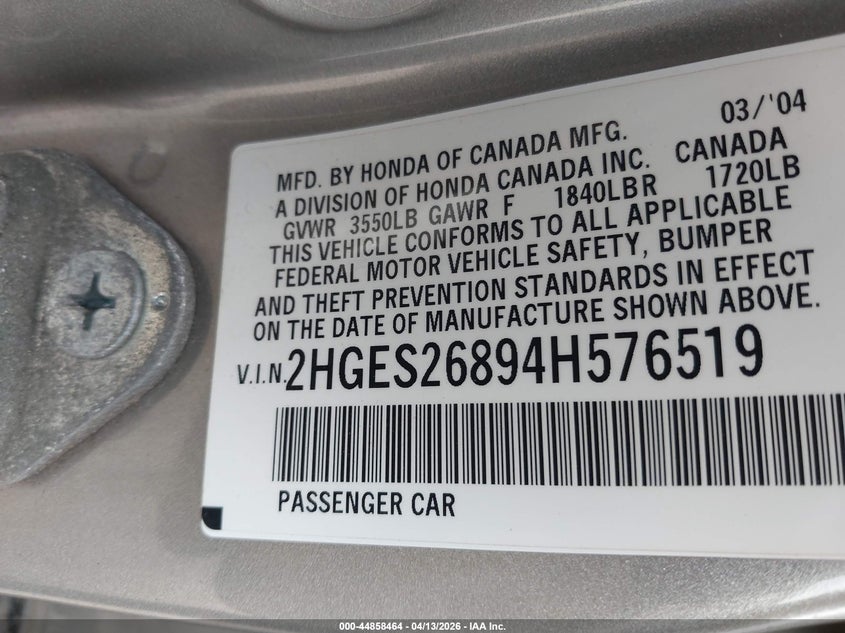 03/'04
MFD. BY HONDA OF CANADA MFG.
A DIVISION OF HONDA CANADA INC. CANADA
GVWR 3550LB GAWR F 1840LBR 1720LB
THIS VEHICLE CONFORMS TO ALL APPLICABLE
FEDERAL MOTOR VEHICLE SAFETY, BUMPER
AND THEFT PREVENTION STANDARDS IN EFFECT
ON THE DATE OF MANUFACTURE SHOWN ABOVE.
V.I.N. 2HGES26894H576519
PASSENGER CAR
000-44858464 - 04/13/2026 - IAA Inc.